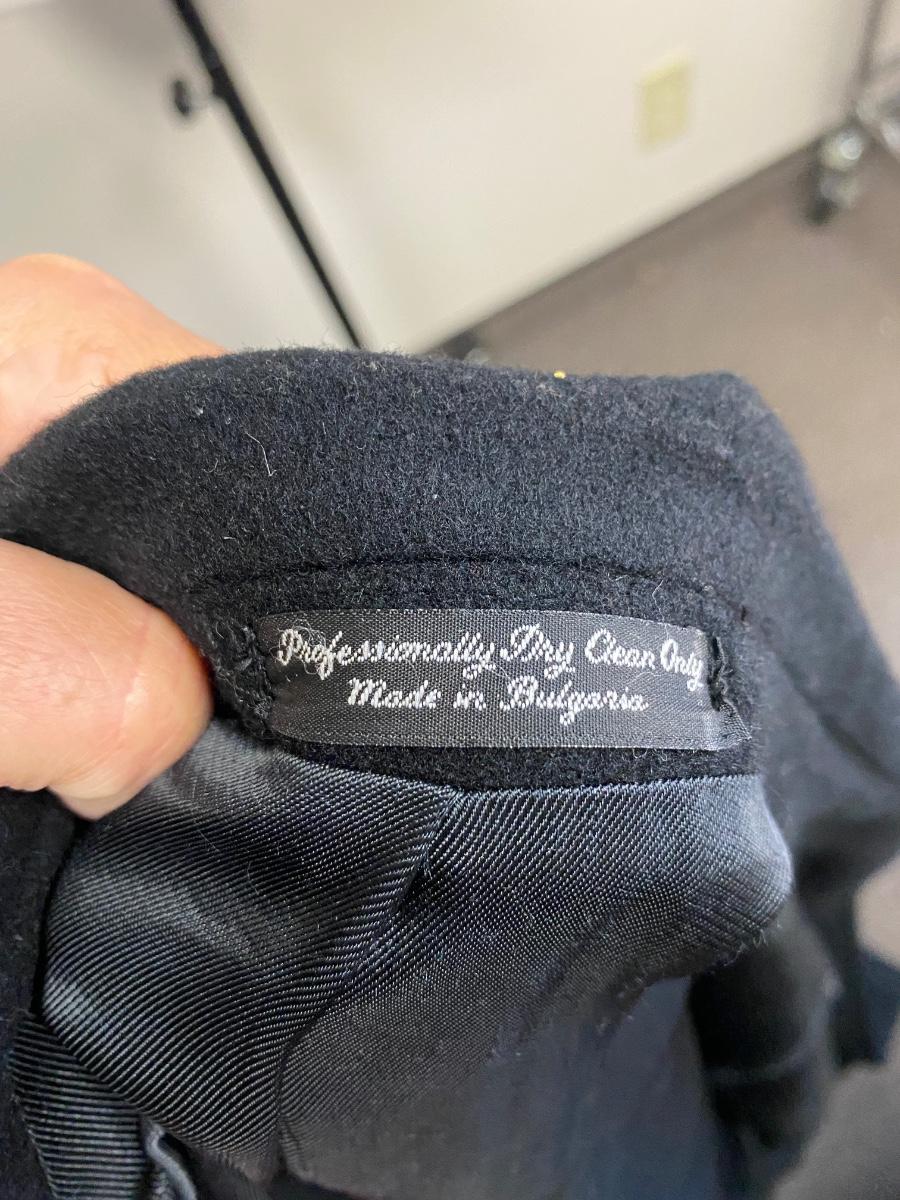 Professionally Dry Clean Only
Made in Bulgaria